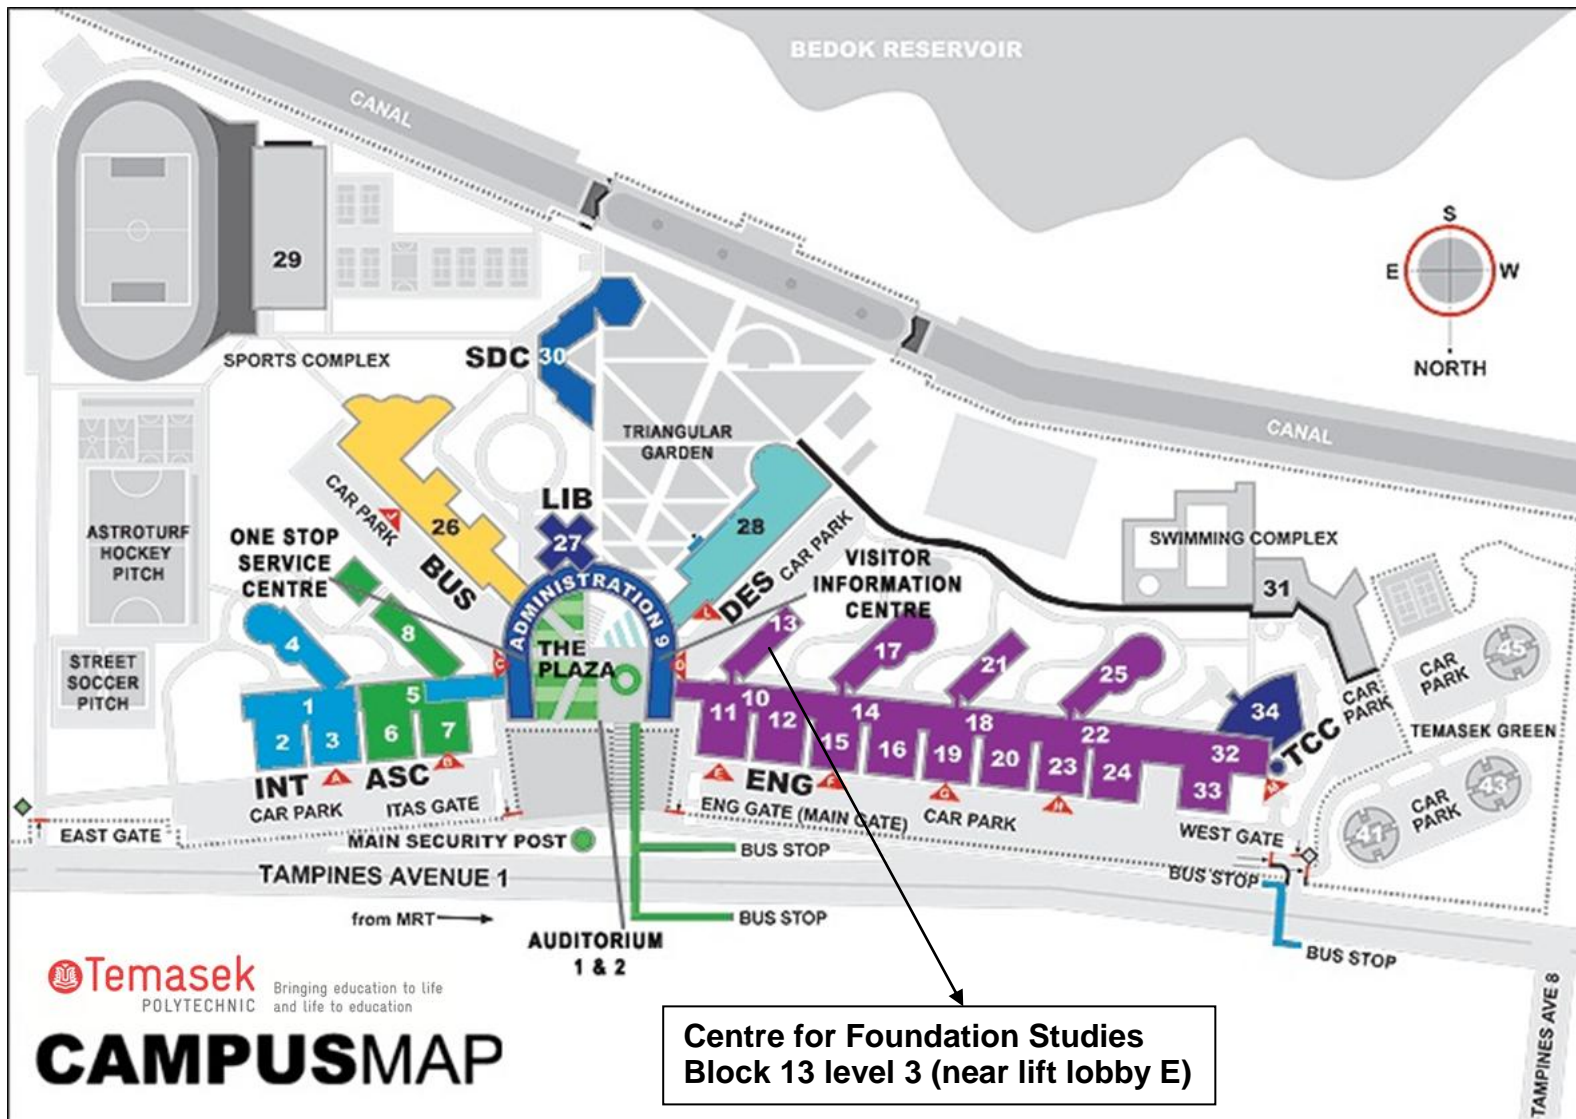 BEDOK RESERVOIR
CANAL
S
E
W
NORTH
29
SPORTS COMPLEX
SDC
30
TRIANGULAR
GARDEN
CANAL
ASTROTURF
HOCKEY
PITCH
CAR PARK
J
26
BUS
LIB
27
28
DES
CAR PARK
L
ONE STOP
SERVICE
CENTRE
VISITOR
INFORMATION
CENTRE
SWIMMING COMPLEX
31
ADMINISTRATION 9
THE
PLAZA
C
D
STREET
SOCCER
PITCH
4
8
13
17
21
25
1
5
10
14
18
22
2
3
6
7
11
12
15
16
19
20
23
24
32
33
34
TCC
CAR
PARK
CAR
PARK
45
TEMASEK GREEN
CAR
PARK
43
41
INT
A
ASC
B
E
ENG
F
G
H
M
CAR PARK
ITAS GATE
ENG GATE (MAIN GATE)
CAR PARK
WEST GATE
EAST GATE
MAIN SECURITY POST
BUS STOP
BUS STOP
TAMPINES AVENUE 1
from MRT
BUS STOP
BUS STOP
AUDITORIUM
1 & 2
TAMPINES AVE 8
Temasek
POLYTECHNIC
Bringing education to life
and life to education
CAMPUSMAP
Centre for Foundation Studies
Block 13 level 3 (near lift lobby E)